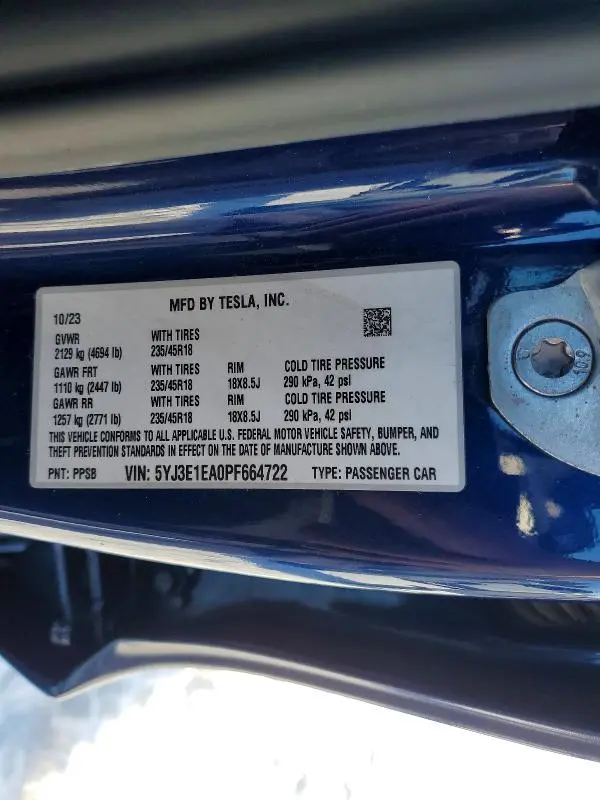 MFD BY TESLA, INC.
10/23
GVWR WITH TIRES
2129 kg (4694 lb) 235/45R18
GAWR FRT WITH TIRES RIM COLD TIRE PRESSURE
1110 kg (2447 lb) 235/45R18 18X8.5J 290 kPa, 42 psi
GAWR RR WITH TIRES RIM COLD TIRE PRESSURE
1257 kg (2771 lb) 235/45R18 18X8.5J 290 kPa, 42 psi
THIS VEHICLE CONFORMS TO ALL APPLICABLE U.S. FEDERAL MOTOR VEHICLE SAFETY, BUMPER, AND
THEFT PREVENTION STANDARDS IN EFFECT ON THE DATE OF MANUFACTURE SHOWN ABOVE.
PNT: PPSB VIN: 5YJ3E1EA0PF664722 TYPE: PASSENGER CAR